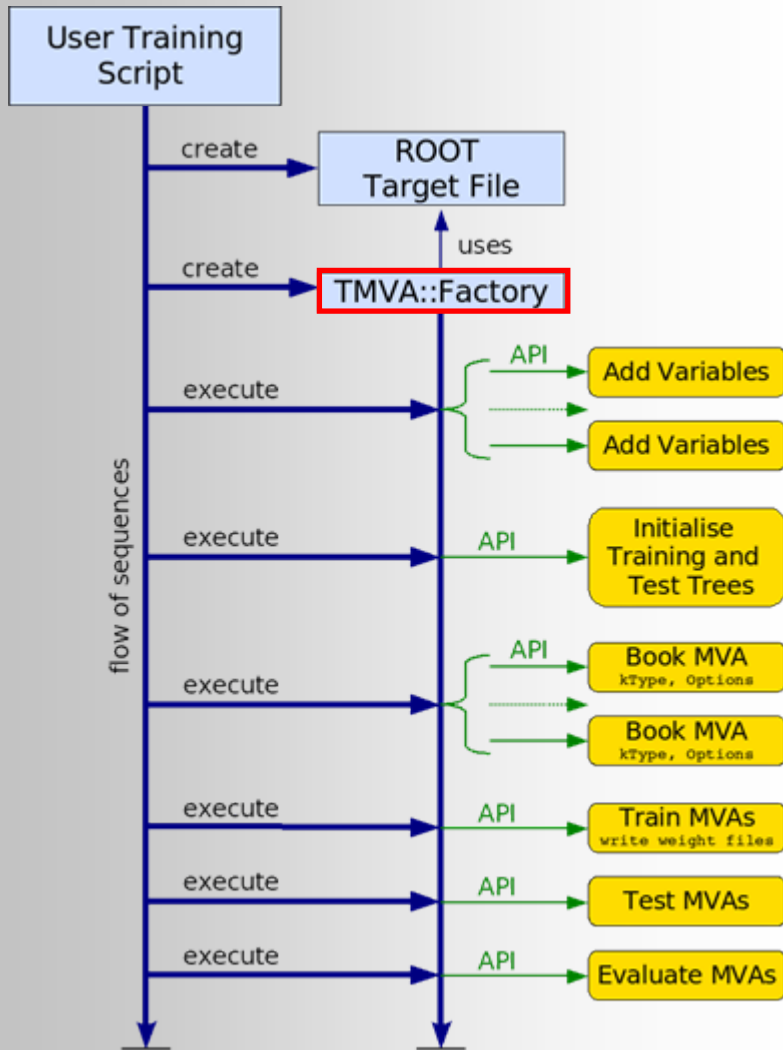 User Training
Script
create
ROOT
Target File
uses
create
TMVA::Factory
API
Add Variables
execute
Add Variables
flow of sequences
execute
API
Initialise
Training and
Test Trees
API
Book MVA
kType, Options
execute
Book MVA
kType, Options
execute
API
Train MVAs
write weight files
execute
API
Test MVAs
execute
API
Evaluate MVAs